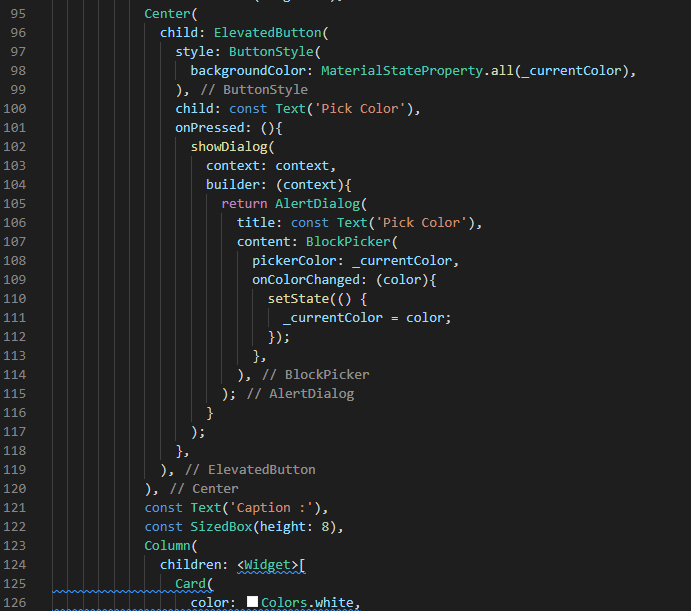 95 Center(
96 child: ElevatedButton(
97 style: ButtonStyle(
98 backgroundColor: MaterialStateProperty.all(_currentColor),
99 ), // ButtonStyle
100 child: const Text('Pick Color'),
101 onPressed: (){
102 showDialog(
103 context: context,
104 builder: (context){
105 return AlertDialog(
106 title: const Text('Pick Color'),
107 content: BlockPicker(
108 pickerColor: _currentColor,
109 onColorChanged: (color){
110 setState(() {
111 _currentColor = color;
112 });
113 },
114 ), // BlockPicker
115 ); // AlertDialog
116 }
117 );
118 },
119 ), // ElevatedButton
120 ), // Center
121 const Text('Caption :'),
122 const SizedBox(height: 8),
123 Column(
124 children: <Widget>[
125 Card(
126 color: Colors.white,